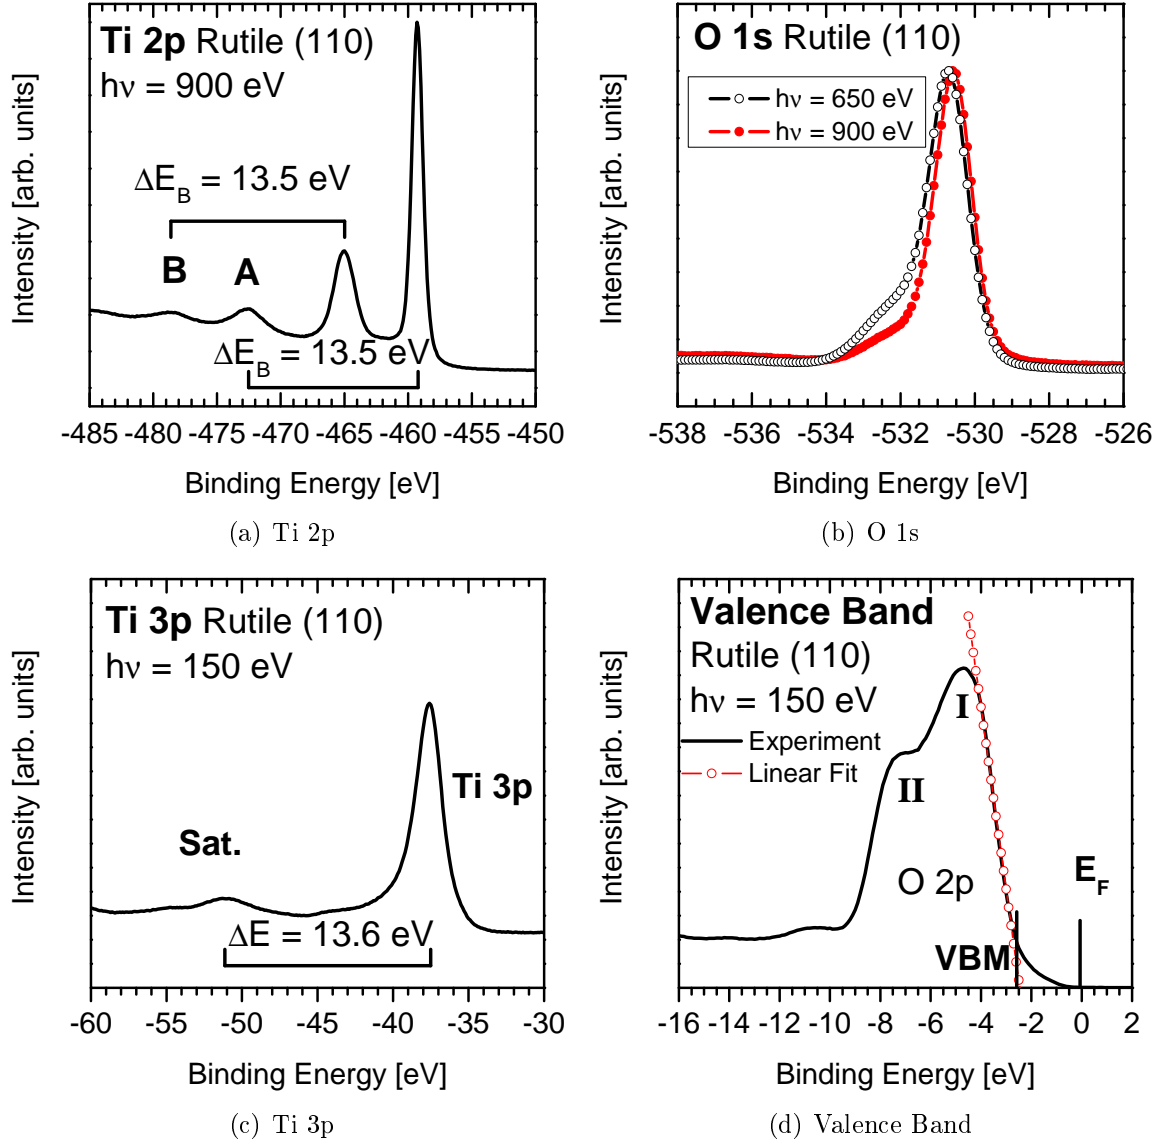 Ti 2p Rutile (110)
hν = 900 eV
ΔE_B = 13.5 eV
B
A
ΔE_B = 13.5 eV
Intensity [arb. units]
-485 -480 -475 -470 -465 -460 -455 -450
Binding Energy [eV]
(a) Ti 2p
O 1s Rutile (110)
hν = 650 eV
hν = 900 eV
Intensity [arb. units]
-538 -536 -534 -532 -530 -528 -526
Binding Energy [eV]
(b) O 1s
Ti 3p Rutile (110)
hν = 150 eV
Ti 3p
Sat.
ΔE = 13.6 eV
Intensity [arb. units]
-60 -55 -50 -45 -40 -35 -30
Binding Energy [eV]
(c) Ti 3p
Valence Band
Rutile (110)
hν = 150 eV
Experiment
Linear Fit
I
II
O 2p
E_F
VBM
Intensity [arb. units]
-16 -14 -12 -10 -8 -6 -4 -2 0 2
Binding Energy [eV]
(d) Valence Band